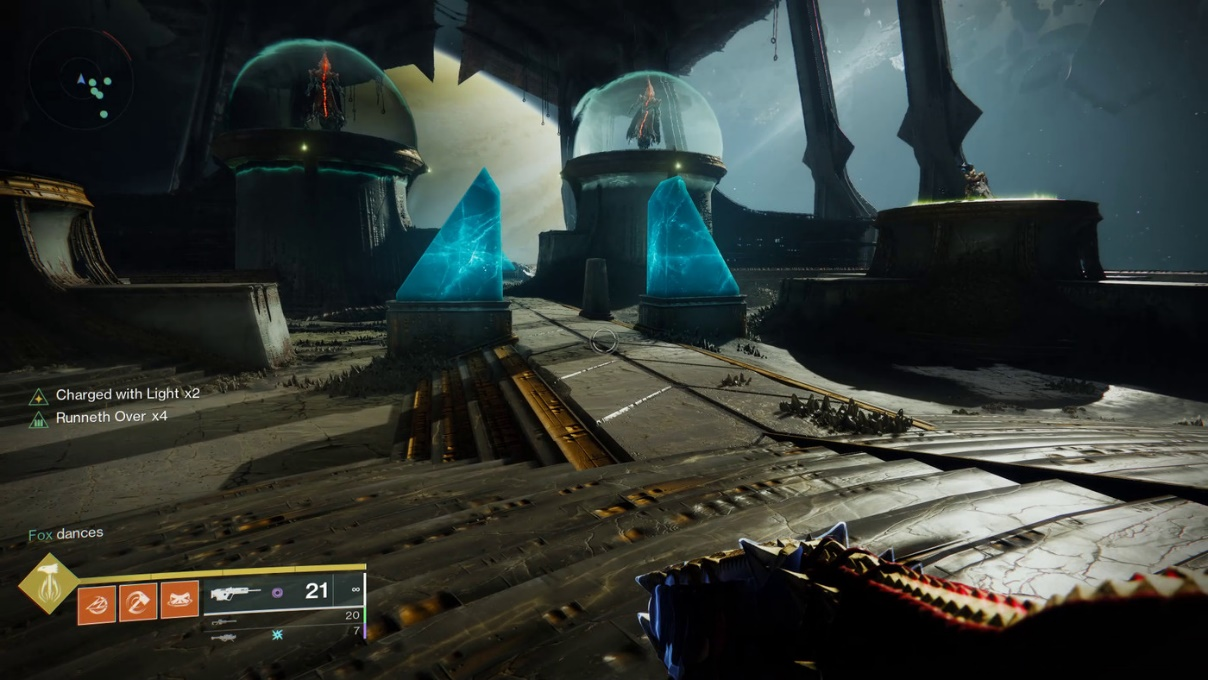 Charged with Light x2
Runneth Over x4
Fox dances
21 ∞
20
7